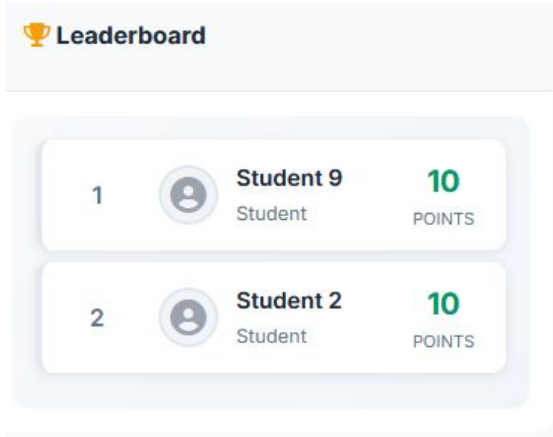 Leaderboard
1
Student 9
Student
10
POINTS
2
Student 2
Student
10
POINTS